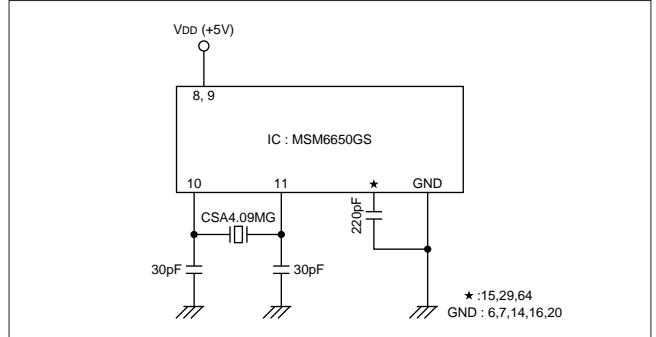 VDD (+5V)
8, 9
IC : MSM6650GS
10 11 ★ GND
CSA4.09MG
220pF
30pF 30pF
★ :15,29,64
GND : 6,7,14,16,20